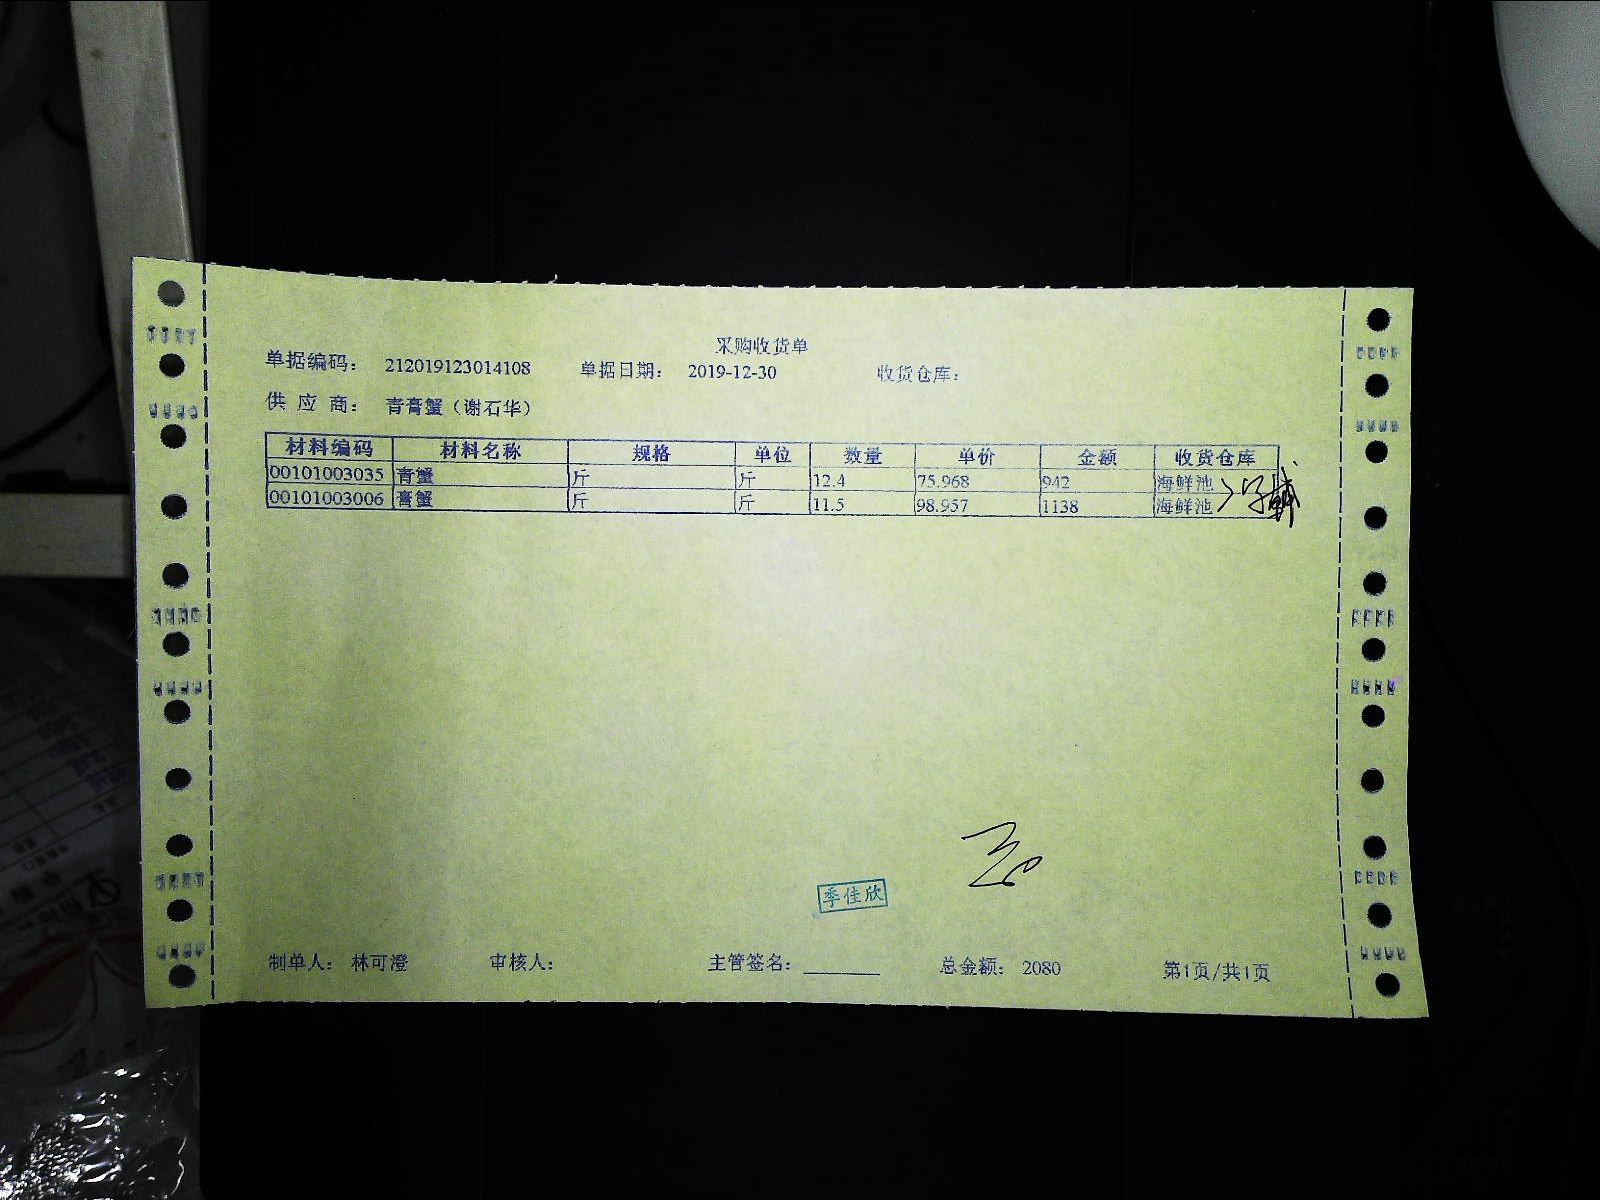 采购收货单
单据编码： 212019123014108 单据日期： 2019-12-30 收货仓库：
供 应 商： 青膏蟹（谢石华）
材料编码 材料名称 规格 单位 数量 单价 金额 收货仓库
00101003035 青蟹 斤 斤 12.4 75.968 942 海鲜池
00101003006 膏蟹 斤 斤 11.5 98.957 1138 海鲜池
季佳欣
制单人： 林可澄 审核人： 主管签名： 总金额： 2080 第1页/共1页